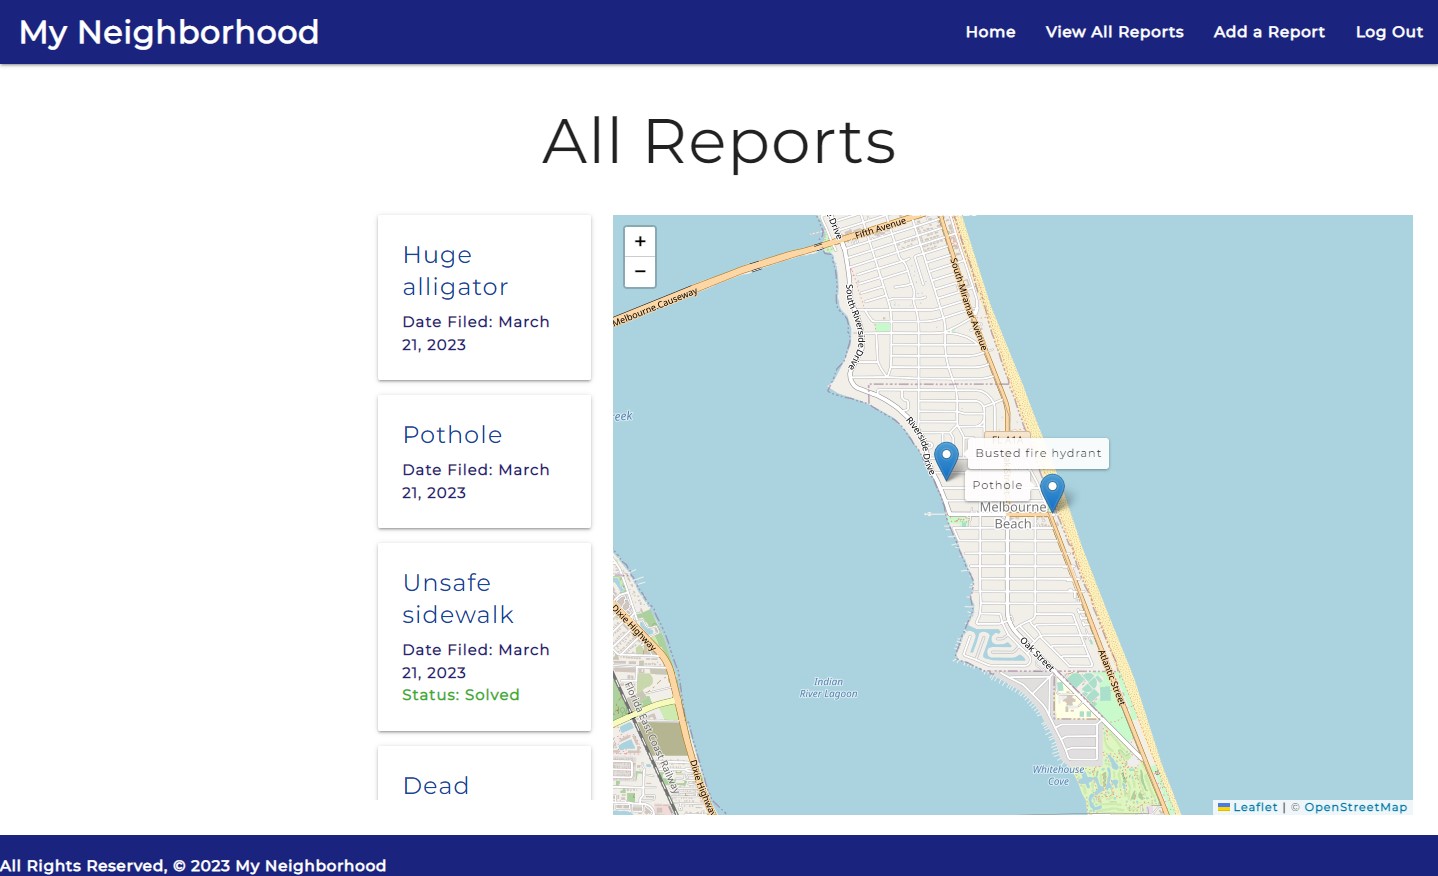 My Neighborhood
Home
View All Reports
Add a Report
Log Out
All Reports
Huge
alligator
Date Filed: March
21, 2023
Pothole
Date Filed: March
21, 2023
Unsafe
sidewalk
Date Filed: March
21, 2023
Status: Solved
Dead
+
−
Drive
Fifth Avenue
Melbourne Causeway
South Riverside Drive
South Miramar Avenue
eek
Riverside Drive
Busted fire hydrant
Pothole
Melbourne
Beach
Dixie Highway
Oak Street
Atlantic Street
Indian
River Lagoon
Florida East Coast Railway
Dixie Highway
Whitehouse
Cove
Leaflet | © OpenStreetMap
All Rights Reserved, © 2023 My Neighborhood